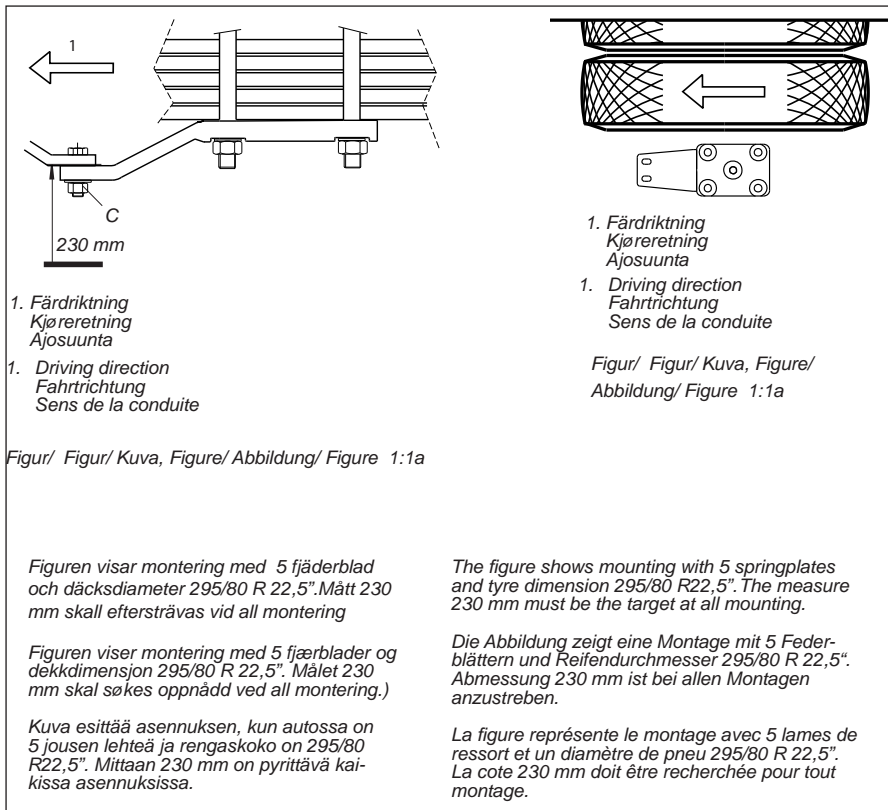 1
C
230 mm
1. Färdriktning
Kjøreretning
Ajosuunta
1. Driving direction
Fahrtrichtung
Sens de la conduite
Figur/ Figur/ Kuva, Figure/ Abbildung/ Figure 1:1a
1. Färdriktning
Kjøreretning
Ajosuunta
1. Driving direction
Fahrtrichtung
Sens de la conduite
Figur/ Figur/ Kuva, Figure/
Abbildung/ Figure 1:1a
Figuren visar montering med 5 fjäderblad
och däcksdiameter 295/80 R 22,5”.Mått 230
mm skall eftersträvas vid all montering
Figuren viser montering med 5 fjærblader og
dekkdimensjon 295/80 R 22,5”. Målet 230
mm skal søkes oppnådd ved all montering.)
Kuva esittää asennuksen, kun autossa on
5 jousen lehteä ja rengaskoko on 295/80
R22,5”. Mittaan 230 mm on pyrittävä kai-
kissa asennuksissa.
The figure shows mounting with 5 springplates
and tyre dimension 295/80 R22,5”. The measure
230 mm must be the target at all mounting.
Die Abbildung zeigt eine Montage mit 5 Feder-
blättern und Reifendurchmesser 295/80 R 22,5“.
Abmessung 230 mm ist bei allen Montagen
anzustreben.
La figure représente le montage avec 5 lames de
ressort et un diamètre de pneu 295/80 R 22,5”.
La cote 230 mm doit être recherchée pour tout
montage.